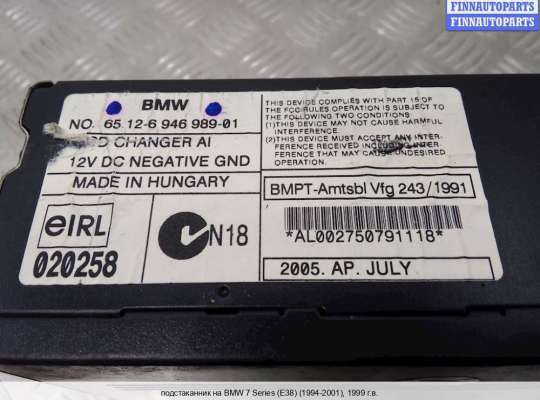 FINNAUTOPARTS
FINNAUTOPARTS
BMW
NO. 65.12-6 946 989-01
D CHANGER AI
12V DC NEGATIVE GND
MADE IN HUNGARY
eIRL
020258
N18
THIS DEVICE COMPLIES WITH PART 15 OF
THE FCC RULES OPERATION IS SUBJECT TO
THE FOLLOWING TWO CONDITIONS:
(1)THIS DEVICE MAY NOT CAUSE HARMFUL
INTERFERENCE.
(2)THIS DEVICE MUST ACCEPT ANY INTER-
FERENCE RECEIVED INCLUDING INTER-
FERENCE THAT MAY CAUSE UNDESIRED
OPERATION.
BMPT-Amtsbl Vfg 243/1991
*AL002750791118*
2005. AP. JULY
подстаканник на BMW 7 Series (E38) (1994-2001), 1999 г.в.